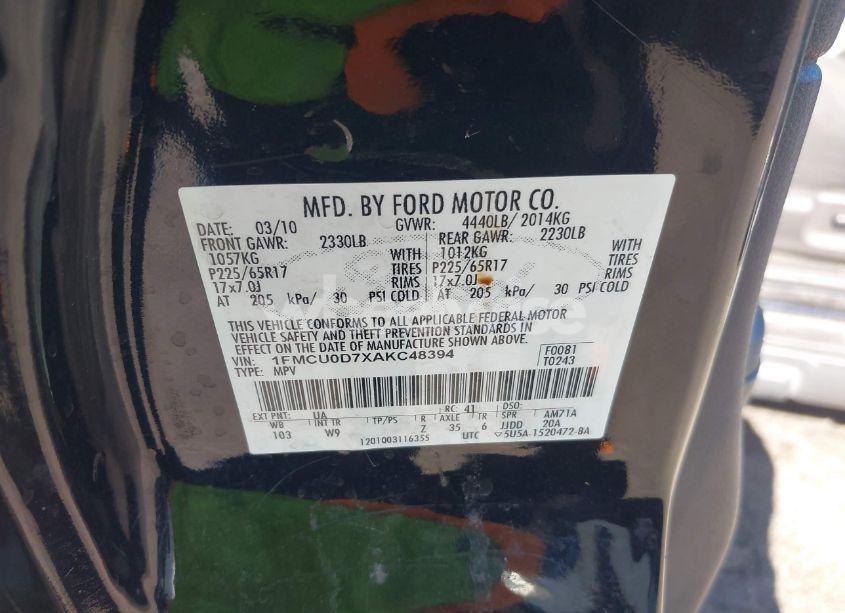 MFD. BY FORD MOTOR CO.
DATE: 03/10 GVWR: 4440LB/ 2014KG
FRONT GAWR: 2330LB REAR GAWR: 2230LB
1057KG WITH 1012KG WITH
P225/65R17 TIRES P225/65R17 TIRES
17x7.0J RIMS 17x7.0J RIMS
AT 205 kPa/ 30 PSI COLD AT 205 kPa/ 30 PSI COLD
THIS VEHICLE CONFORMS TO ALL APPLICABLE FEDERAL MOTOR
VEHICLE SAFETY AND THEFT PREVENTION STANDARDS IN
EFFECT ON THE DATE OF MANUFACTURE SHOWN ABOVE.
VIN: 1FMCU0D7XAKC48394 F0081
TYPE: MPV T0243
EXT PNT: UA RC: 41 DSO:
WB INT TR TP/PS R AXLE TR SPR AM71A
103 W9 Z 35 6 JJDD 20A
1201003116355 UTC 5U5A-1520472-BA